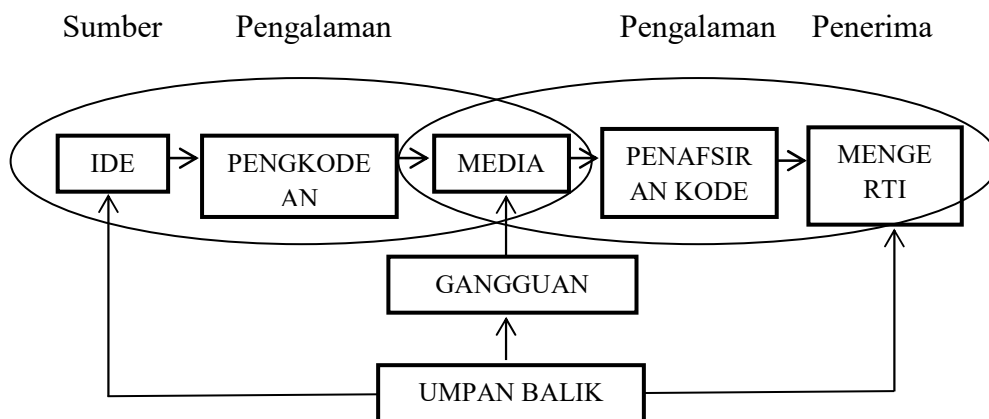 Sumber Pengalaman Pengalaman Penerima
IDE
PENGKODE
AN
MEDIA
PENAFSIR
AN KODE
MENGE
RTI
GANGGUAN
UMPAN BALIK